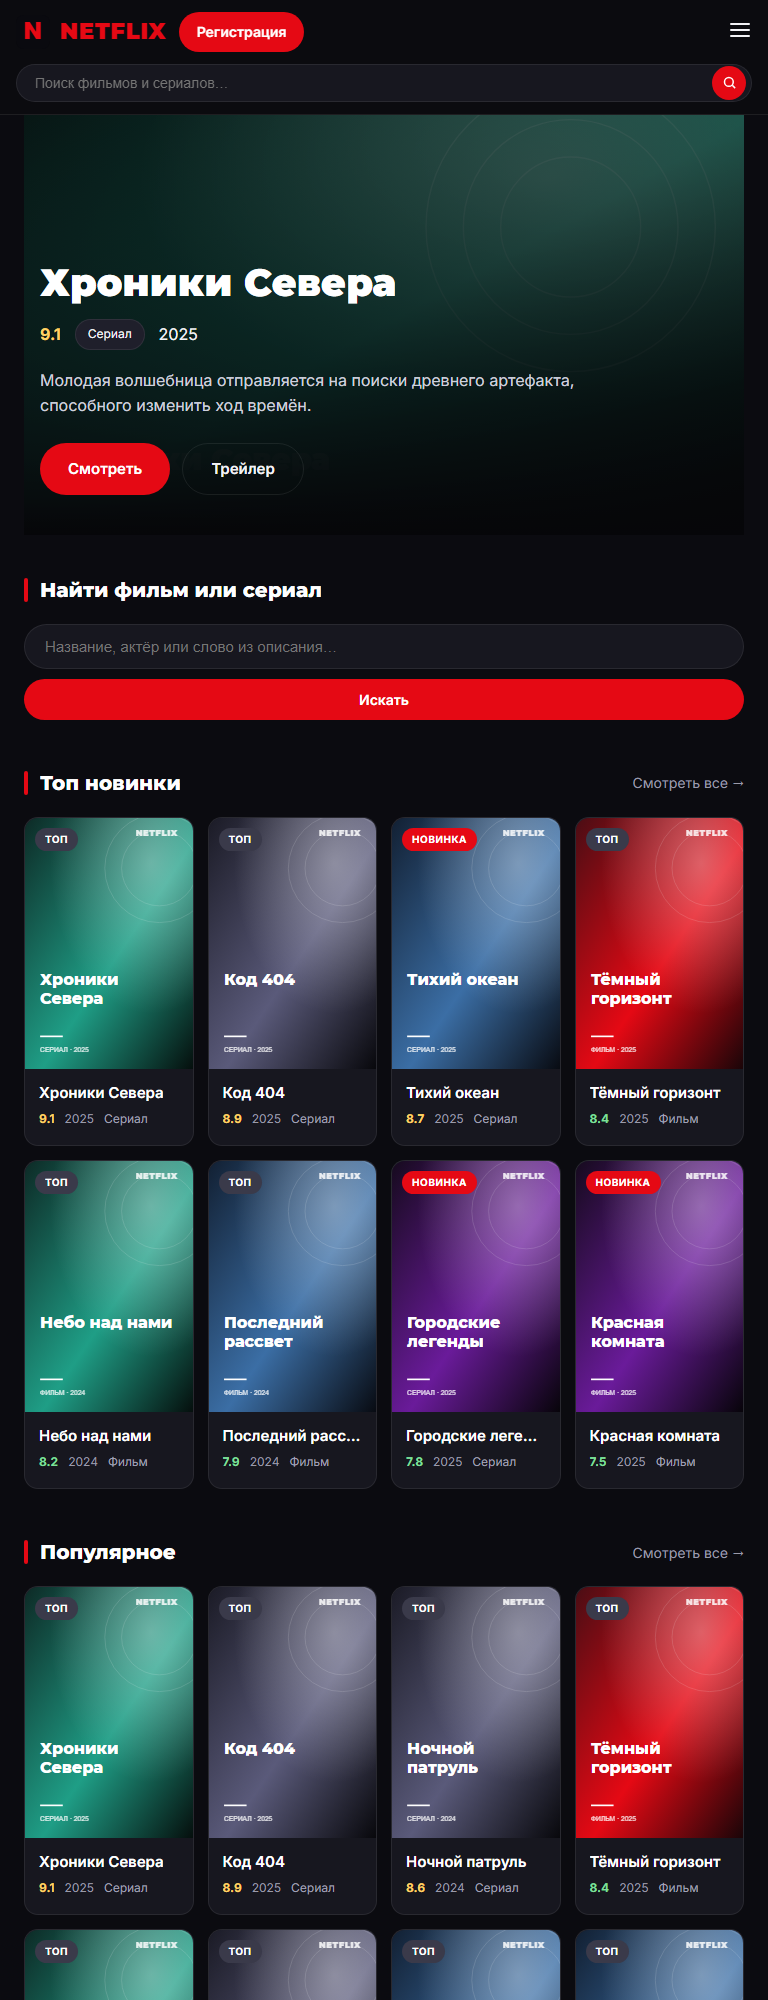 N NETFLIX Регистрация
Поиск фильмов и сериалов...
Хроники Севера
9.1 Сериал 2025
Молодая волшебница отправляется на поиски древнего артефакта,
способного изменить ход времён.
Смотреть Трейлер
Найти фильм или сериал
Название, актёр или слово из описания...
Искать
Топ новинки Смотреть все →
ТОП NETFLIX
Хроники
Севера
СЕРИАЛ · 2025
Хроники Севера
9.1 2025 Сериал
ТОП NETFLIX
Код 404
СЕРИАЛ · 2025
Код 404
8.9 2025 Сериал
НОВИНКА NETFLIX
Тихий океан
СЕРИАЛ · 2025
Тихий океан
8.7 2025 Сериал
ТОП NETFLIX
Тёмный
горизонт
ФИЛЬМ · 2025
Тёмный горизонт
8.4 2025 Фильм
ТОП NETFLIX
Небо над нами
ФИЛЬМ · 2024
Небо над нами
8.2 2024 Фильм
ТОП NETFLIX
Последний
рассвет
ФИЛЬМ · 2024
Последний расс...
7.9 2024 Фильм
НОВИНКА NETFLIX
Городские
легенды
СЕРИАЛ · 2025
Городские леге...
7.8 2025 Сериал
НОВИНКА NETFLIX
Красная
комната
ФИЛЬМ · 2025
Красная комната
7.5 2025 Фильм
Популярное Смотреть все →
ТОП NETFLIX
Хроники
Севера
СЕРИАЛ · 2025
Хроники Севера
9.1 2025 Сериал
ТОП NETFLIX
Код 404
СЕРИАЛ · 2025
Код 404
8.9 2025 Сериал
ТОП NETFLIX
Ночной
патруль
СЕРИАЛ · 2024
Ночной патруль
8.6 2024 Сериал
ТОП NETFLIX
Тёмный
горизонт
ФИЛЬМ · 2025
Тёмный горизонт
8.4 2025 Фильм
ТОП NETFLIX
ТОП NETFLIX
ТОП NETFLIX
ТОП NETFLIX